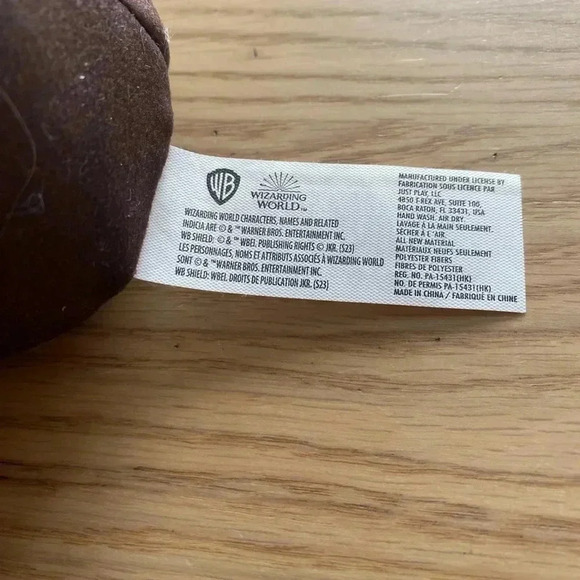 WB
WIZARDING
WORLD™
WIZARDING WORLD CHARACTERS, NAMES AND RELATED
INDICIA ARE © & ™ WARNER BROS. ENTERTAINMENT INC.
WB SHIELD: © & ™ WBEI. PUBLISHING RIGHTS © JKR. (S23)
LES PERSONNAGES, NOMS ET ATTRIBUTS ASSOCIÉS À WIZARDING WORLD
SONT © & ™ WARNER BROS. ENTERTAINMENT INC.
WB SHIELD: WBEI. DROITS DE PUBLICATION JKR. (S23)
MANUFACTURED UNDER LICENSE BY
FABRICATION SOUS LICENCE PAR
JUST PLAY, LLC
4850 T-REX AVE, SUITE 100,
BOCA RATON, FL 33431, USA
HAND WASH. AIR DRY.
LAVAGE À LA MAIN SEULEMENT.
SÉCHER À L'AIR.
ALL NEW MATERIAL
MATÉRIAUX NEUFS SEULEMENT
POLYESTER FIBERS
FIBRES DE POLYESTER
REG. NO. PA-15431(HK)
NO. DE PERMIS PA-15431(HK)
MADE IN CHINA / FABRIQUÉ EN CHINE